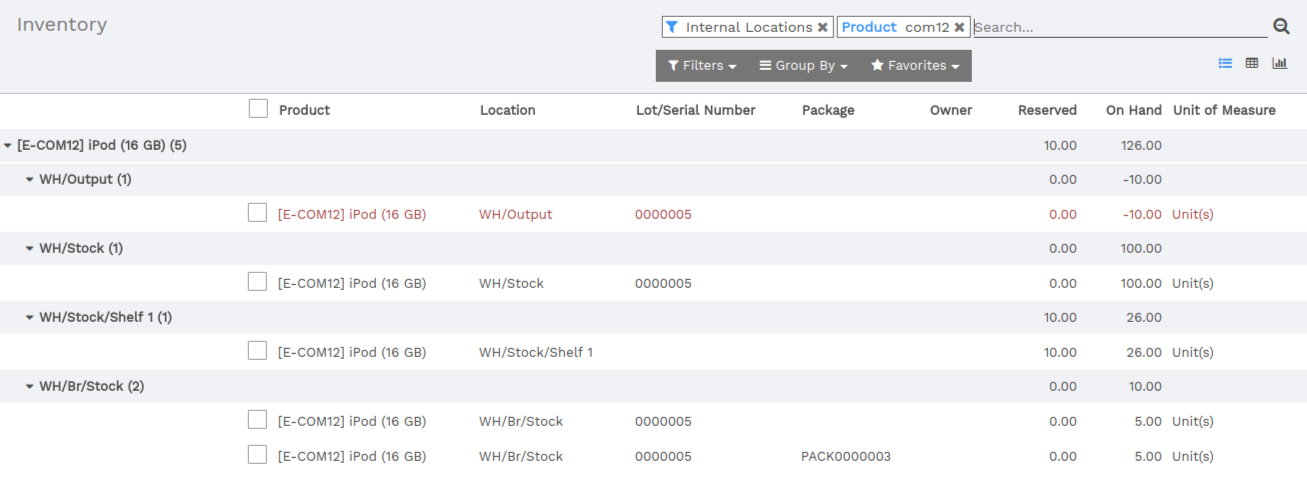 Inventory
Internal Locations ✖ Product com12 ✖ Search...
Filters Group By Favorites
Product Location Lot/Serial Number Package Owner Reserved On Hand Unit of Measure
[E-COM12] iPod (16 GB) (5) 10.00 126.00
WH/Output (1) 0.00 -10.00
[E-COM12] iPod (16 GB) WH/Output 0000005 0.00 -10.00 Unit(s)
WH/Stock (1) 0.00 100.00
[E-COM12] iPod (16 GB) WH/Stock 0000005 0.00 100.00 Unit(s)
WH/Stock/Shelf 1 (1) 10.00 26.00
[E-COM12] iPod (16 GB) WH/Stock/Shelf 1 10.00 26.00 Unit(s)
WH/Br/Stock (2) 0.00 10.00
[E-COM12] iPod (16 GB) WH/Br/Stock 0000005 0.00 5.00 Unit(s)
[E-COM12] iPod (16 GB) WH/Br/Stock 0000005 PACK0000003 0.00 5.00 Unit(s)